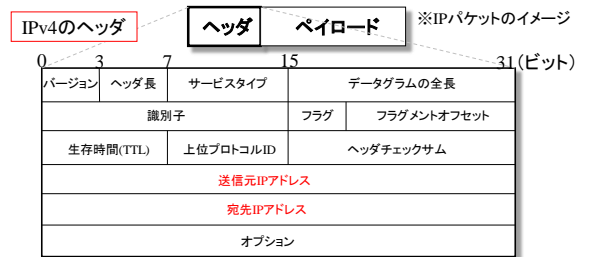 IPv4のヘッダ
ヘッダ ペイロード ※IPパケットのイメージ
0 3 7 15 31(ビット)
バージョン ヘッダ長 サービスタイプ データグラムの全長
識別子 フラグ フラグメントオフセット
生存時間(TTL) 上位プロトコルID ヘッダチェックサム
送信元IPアドレス
宛先IPアドレス
オプション